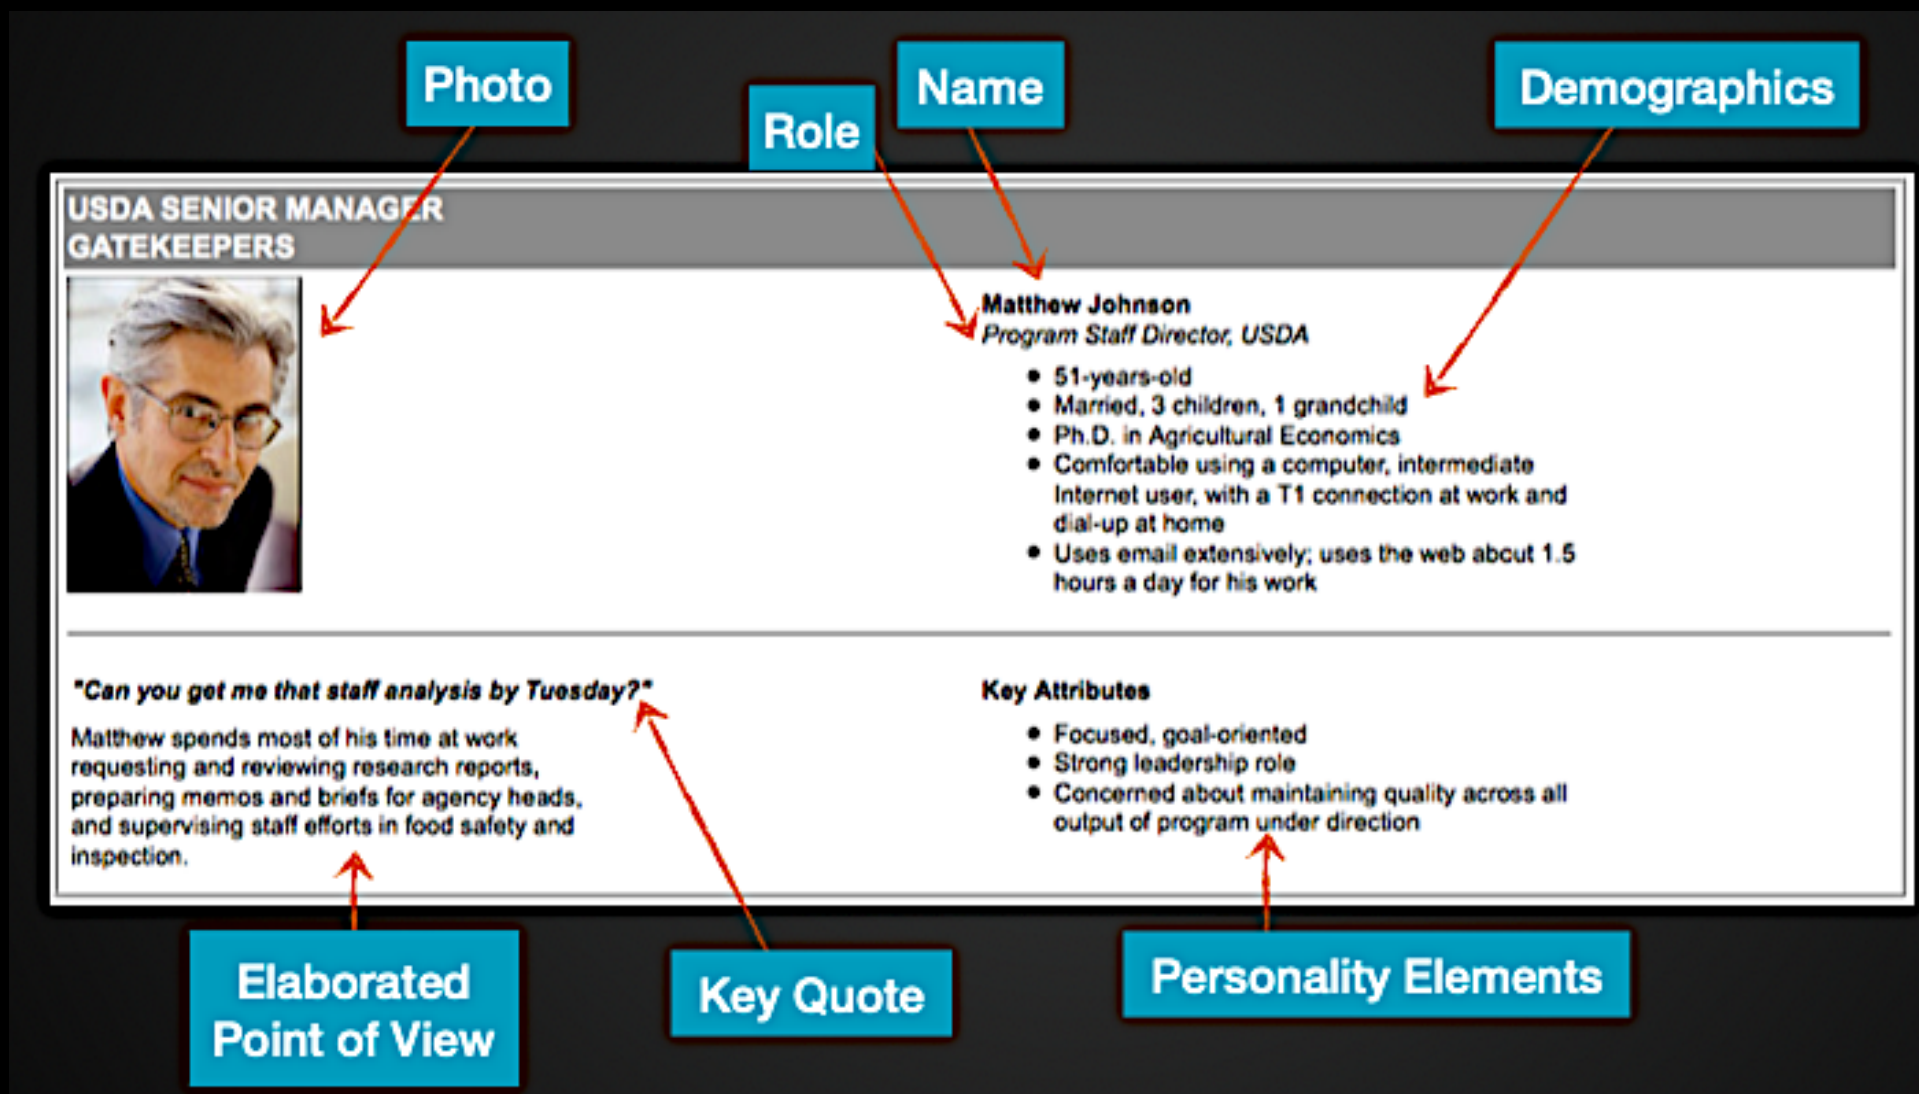 Photo
Name
Demographics
Role
USDA SENIOR MANAGER
GATEKEEPERS
Matthew Johnson
Program Staff Director, USDA
● 51-years-old
● Married, 3 children, 1 grandchild
● Ph.D. in Agricultural Economics
● Comfortable using a computer, intermediate
Internet user, with a T1 connection at work and
dial-up at home
● Uses email extensively; uses the web about 1.5
hours a day for his work
"Can you get me that staff analysis by Tuesday?"
Matthew spends most of his time at work
requesting and reviewing research reports,
preparing memos and briefs for agency heads,
and supervising staff efforts in food safety and
inspection.
Key Attributes
● Focused, goal-oriented
● Strong leadership role
● Concerned about maintaining quality across all
output of program under direction
Elaborated
Point of View
Key Quote
Personality Elements